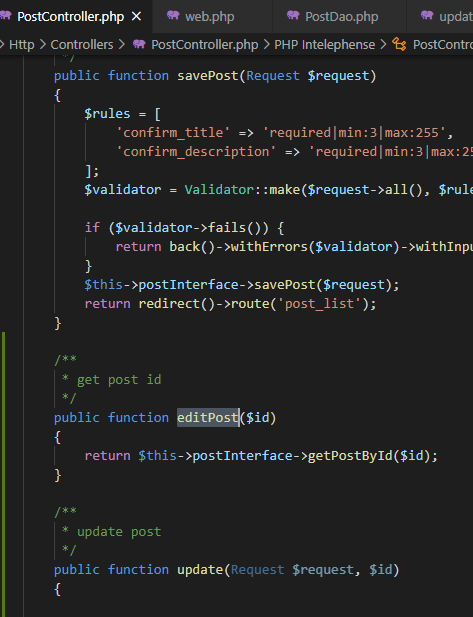 PostController.php × web.php PostDao.php updat
> Http > Controllers > PostController.php > PHP Intelephense > PostContro
*/
public function savePost(Request $request)
{
$rules = [
'confirm_title' => 'required|min:3|max:255',
'confirm_description' => 'required|min:3|max:25
];
$validator = Validator::make($request->all(), $rule
if ($validator->fails()) {
return back()->withErrors($validator)->withInpu
}
$this->postInterface->savePost($request);
return redirect()->route('post_list');
}
/**
* get post id
*/
public function editPost($id)
{
return $this->postInterface->getPostById($id);
}
/**
* update post
*/
public function update(Request $request, $id)
{